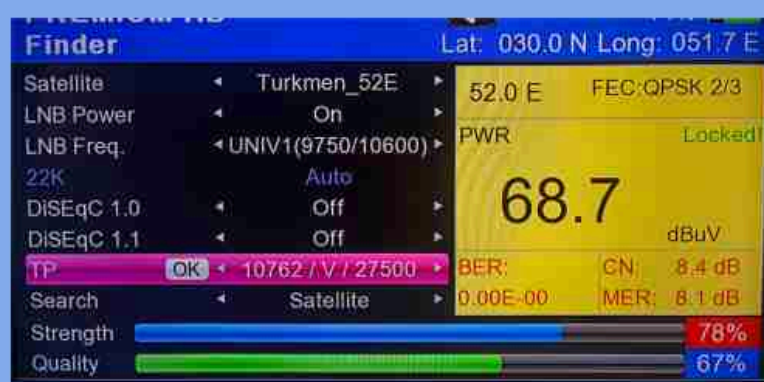 Finder
Lat: 030.0 N Long: 051.7 E
Satellite Turkmen_52E
LNB Power On
LNB Freq. UNIV1(9750/10600)
22K Auto
DiSEqC 1.0 Off
DiSEqC 1.1 Off
TP OK 10762 / V / 27500
Search Satellite
52.0 E FEC:QPSK 2/3
PWR Locked!
68.7
dBuV
BER: CN: 8.4 dB
0.00E-00 MER: 8.1 dB
Strength 78%
Quality 67%